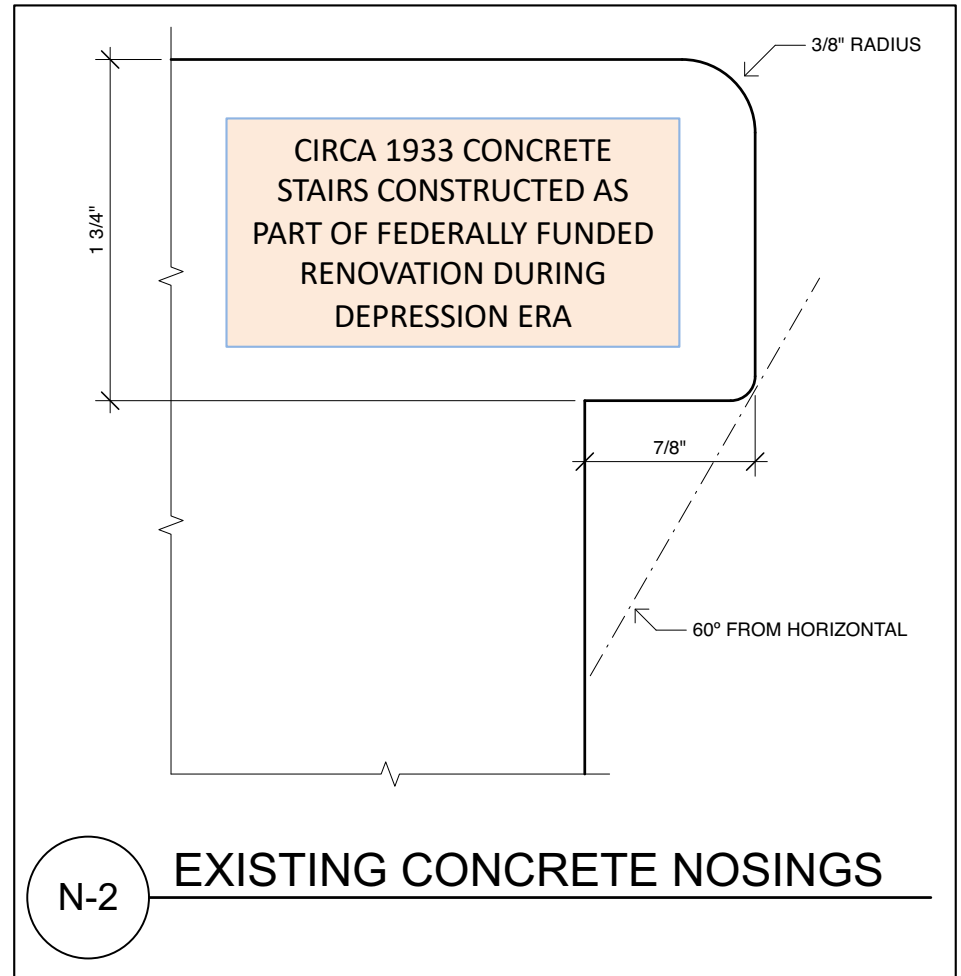 3/8" RADIUS
CIRCA 1933 CONCRETE
STAIRS CONSTRUCTED AS
PART OF FEDERALLY FUNDED
RENOVATION DURING
DEPRESSION ERA
1 3/4"
7/8"
60º FROM HORIZONTAL
N-2
EXISTING CONCRETE NOSINGS